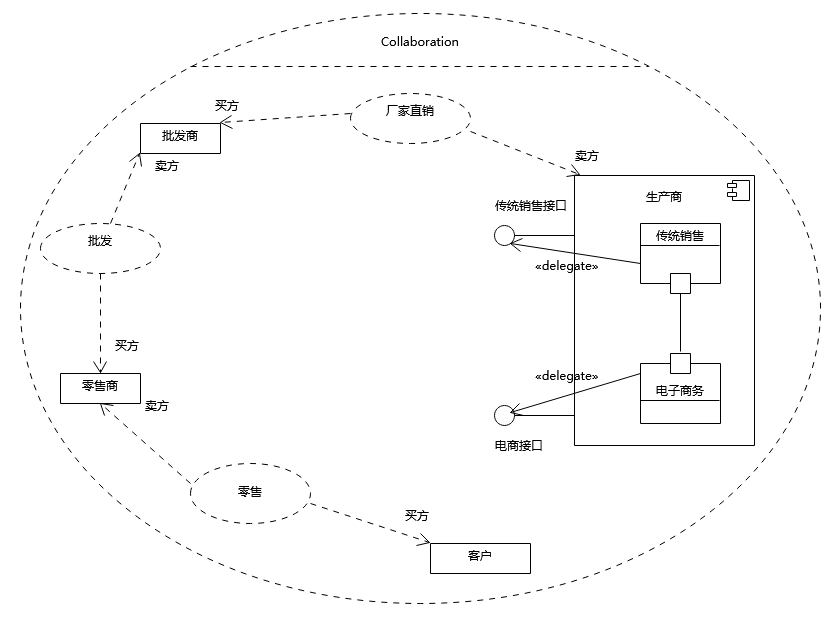 Collaboration
买方
厂家直销
批发商
卖方
卖方
生产商
传统销售接口
传统销售
批发
«delegate»
买方
«delegate»
零售商
电子商务
卖方
电商接口
零售
买方
客户